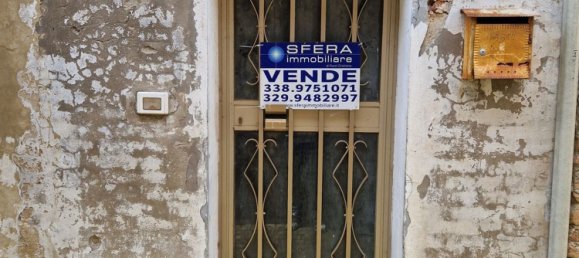 SFERA
immobiliare
VENDE
338.9751071
329.9482997